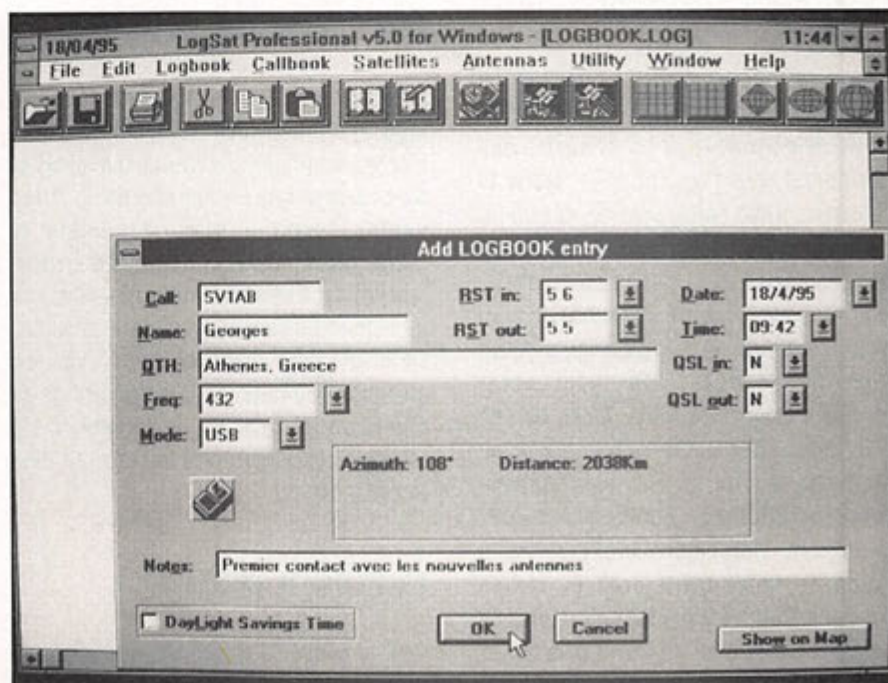 18/04/95 LogSat Professional v5.0 for Windows - [LOGBOOK.LOG] 11:44
File Edit Logbook Callbook Satellites Antennas Utility Window Help
Add LOGBOOK entry
Call: SV1AB RST in: 5 6 Date: 18/4/95
Name: Georges RST out: 5 5 Time: 09:42
QTH: Athenes, Greece QSL in: N
Freq: 432 QSL out: N
Mode: USB
Azimuth: 108° Distance: 2038Km
Notes: Premier contact avec les nouvelles antennes
DayLight Savings Time OK Cancel Show on Map